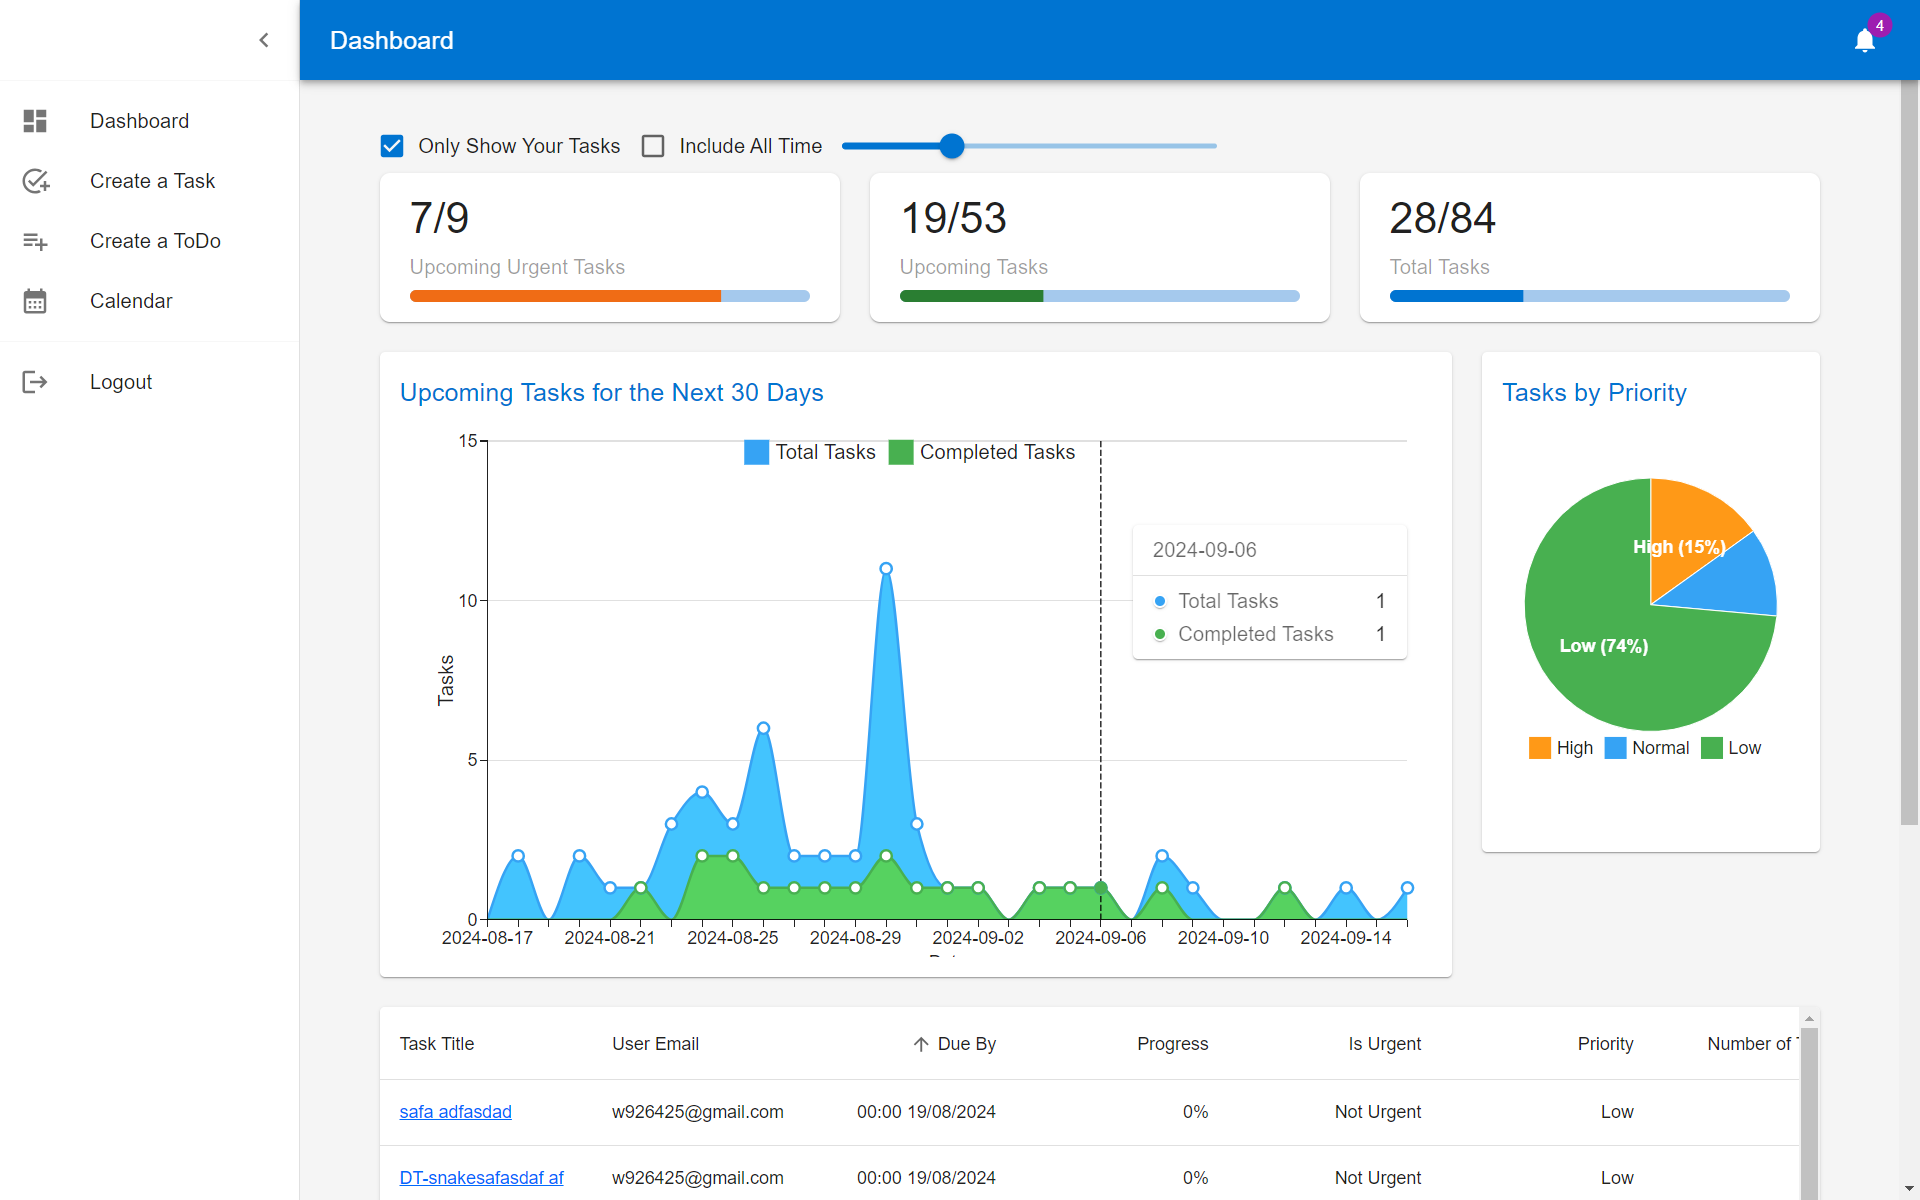 Dashboard
4
Dashboard
Create a Task
Create a ToDo
Calendar
Logout
Only Show Your Tasks
Include All Time
7/9
Upcoming Urgent Tasks
19/53
Upcoming Tasks
28/84
Total Tasks
Upcoming Tasks for the Next 30 Days
Total Tasks
Completed Tasks
15
10
5
0
Tasks
2024-09-06
Total Tasks 1
Completed Tasks 1
2024-08-17 2024-08-21 2024-08-25 2024-08-29 2024-09-02 2024-09-06 2024-09-10 2024-09-14
Tasks by Priority
High (15%)
Low (74%)
High Normal Low
Task Title User Email Due By Progress Is Urgent Priority Number of
safa adfasdad w926425@gmail.com 00:00 19/08/2024 0% Not Urgent Low
DT-snakesafasdaf af w926425@gmail.com 00:00 19/08/2024 0% Not Urgent Low